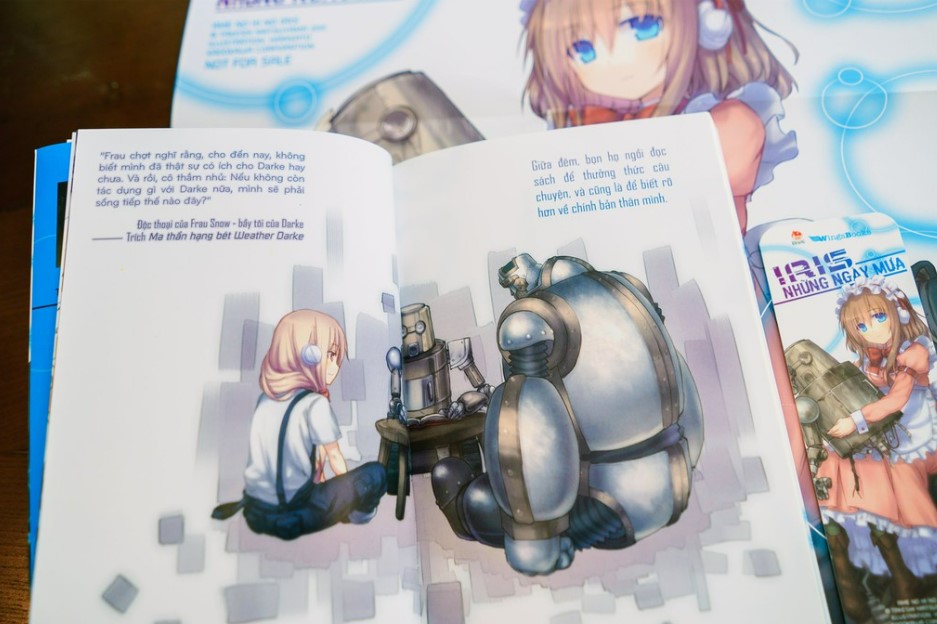 NOT FOR SALE
"Frau chợt nghĩ rằng, cho đến nay, không
biết mình đã thật sự có ích cho Darke hay
chưa. Và rồi, cô thầm nhủ: Nếu không còn
tác dụng gì với Darke nữa, mình sẽ phải
sống tiếp thế nào đây?"
Độc thoại của Frau Snow - bầy tôi của Darke
Trích Ma thần hạng bét Weather Darke
Giữa đêm, bọn họ ngồi đọc
sách để thưởng thức câu
chuyện, và cũng là để biết rõ
hơn về chính bản thân mình.
WingsBooks
IRIS
NHỮNG NGÀY MƯA